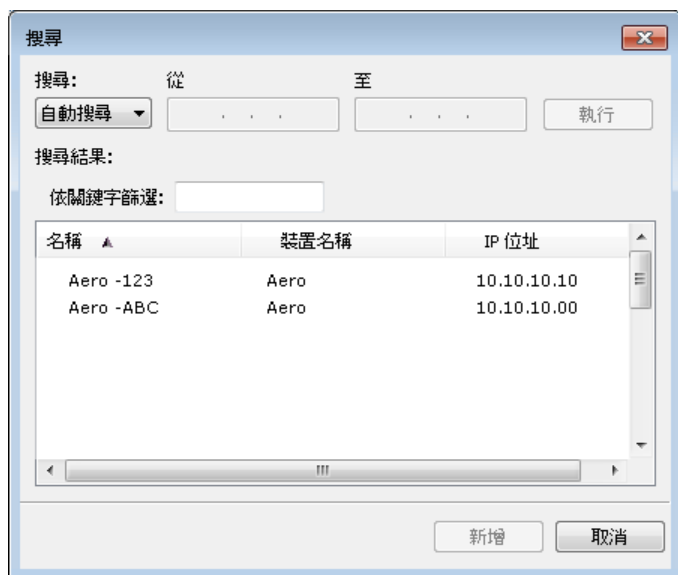 搜尋
搜尋: 從 至
自動搜尋 . . . . . . 執行
搜尋結果:
依關鍵字篩選:
名稱 裝置名稱 IP 位址
Aero -123 Aero 10.10.10.10
Aero -ABC Aero 10.10.10.00
新增 取消